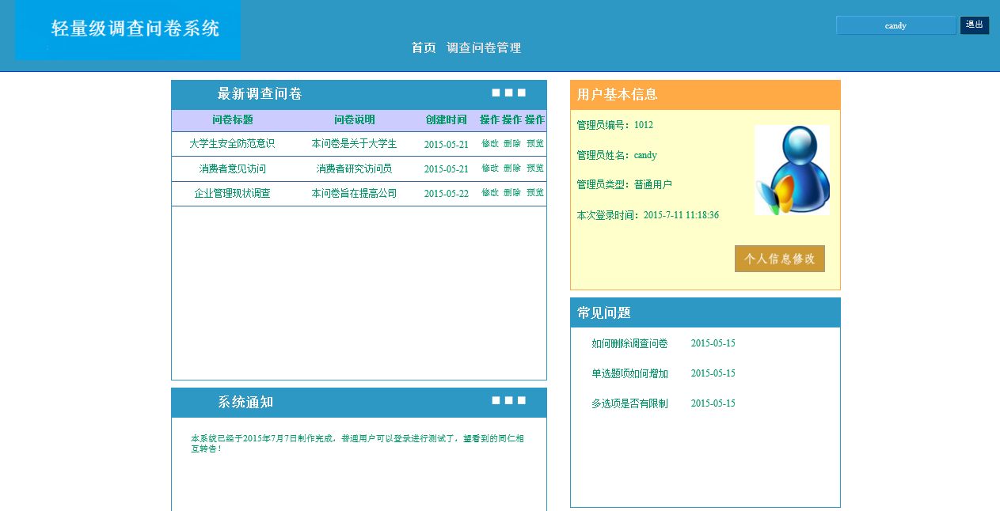 轻量级调查问卷系统
candy 退出
首页 调查问卷管理
最新调查问卷
问卷标题 问卷说明 创建时间 操作 操作 操作
大学生安全防范意识 本问卷是关于大学生 2015-05-21 修改 删除 预览
消费者意见访问 消费者研究访问员 2015-05-21 修改 删除 预览
企业管理现状调查 本问卷旨在提高公司 2015-05-22 修改 删除 预览
系统通知
本系统已经于2015年7月7日制作完成，普通用户可以登录进行测试了，望看到的同仁相
互转告！
用户基本信息
管理员编号：1012
管理员姓名：candy
管理员类型：普通用户
本次登录时间：2015-7-11 11:18:36
个人信息修改
常见问题
如何删除调查问卷 2015-05-15
单选题项如何增加 2015-05-15
多选项是否有限制 2015-05-15